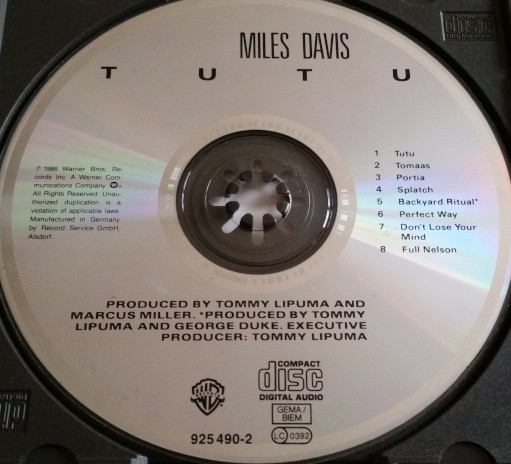 MILES DAVIS
T U T U
℗ 1986 Warner Bros. Re-
cords Inc. A Warner Com-
munications Company
All Rights Reserved. Unau-
thorized duplication is a
violation of applicable laws.
Manufactured in Germany
by Record Service GmbH,
Alsdorf.
1 Tutu
2 Tomaas
3 Portia
4 Splatch
5 Backyard Ritual*
6 Perfect Way
7 Don't Lose Your
Mind
8 Full Nelson
PRODUCED BY TOMMY LIPUMA AND
MARCUS MILLER. *PRODUCED BY TOMMY
LIPUMA AND GEORGE DUKE. EXECUTIVE
PRODUCER: TOMMY LIPUMA
WB
COMPACT
disc
DIGITAL AUDIO
GEMA/
BIEM
925 490-2
LC 0392